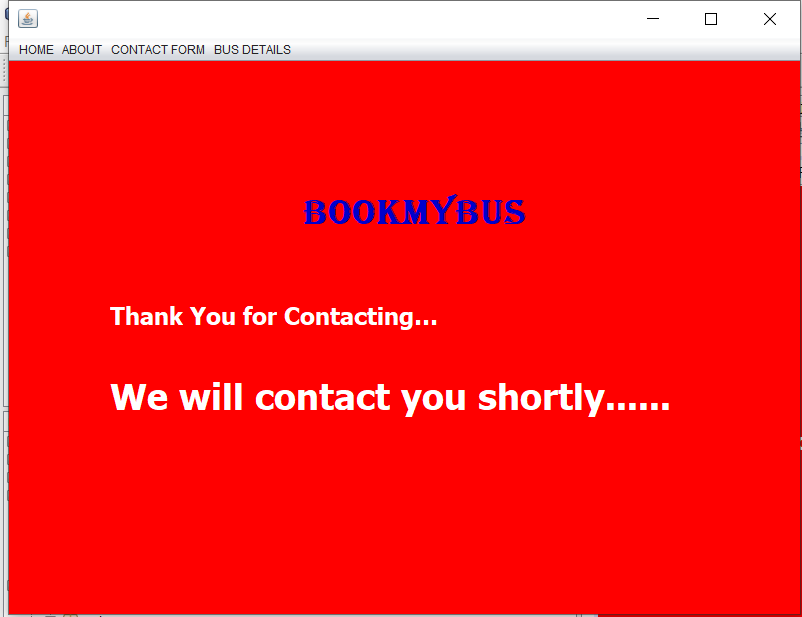 HOME ABOUT CONTACT FORM BUS DETAILS
BOOKMYBUS
Thank You for Contacting...
We will contact you shortly......